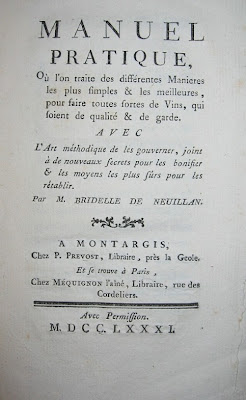 MANUEL
PRATIQUE,
Où l'on traite des différentes Manieres
les plus simples & les meilleures,
pour faire toutes sortes de Vins, qui
soient de qualité & de garde.
AVEC
L'Art méthodique de les gouverner, joint
à de nouveaux secrets pour les bonifier
& les moyens les plus sûrs pour les
rétablir.
Par M. BRIDELLE DE NEUILLAN.
A MONTARGIS,
Chez P. PREVOST, Libraire, près la Geole.
Et se trouve à Paris,
Chez MÉQUIGNON l'aîné, Libraire, rue des
Cordeliers.
Avec Permission.
M. DCC. LXXXI.